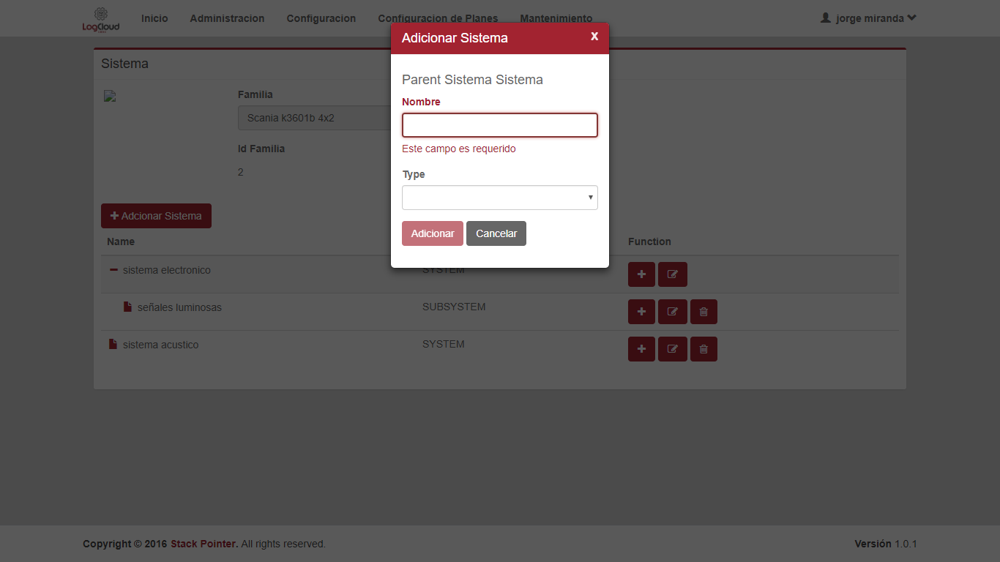 LogCloud
Inicio Administracion Configuracion Configuracion de Planes Mantenimiento jorge miranda
Adicionar Sistema X
Sistema
Parent Sistema Sistema
Familia
Nombre
Scania k3601b 4x2
Id Familia
Este campo es requerido
2
Type
Adcionar Sistema
Adicionar Cancelar
Name Function
sistema electronico SYSTEM
señales luminosas SUBSYSTEM
sistema acustico SYSTEM
Copyright © 2016 Stack Pointer. All rights reserved. Versión 1.0.1